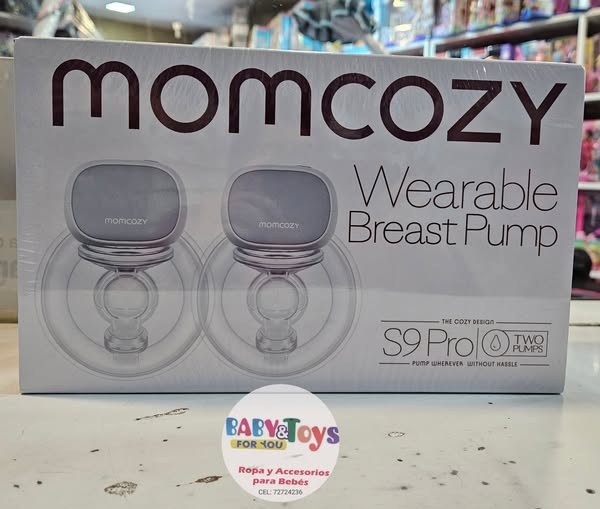 momcozy
Wearable
Breast Pump
momcozy
momcozy
THE COZY DESIGN
S9 Pro
TWO
PUMPS
PUMP WHEREVER WITHOUT HASSLE
BABY&Toys
FOR YOU
Ropa y Accesorios
para Bebés
CEL: 72724236